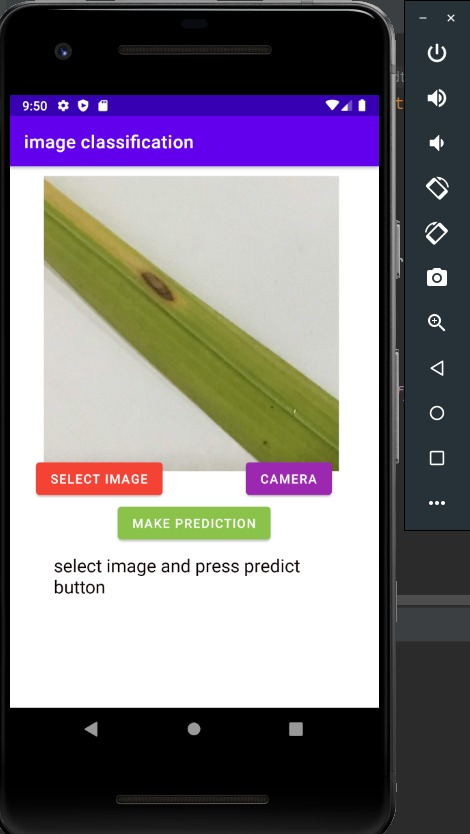 9:50
image classification
SELECT IMAGE
CAMERA
MAKE PREDICTION
select image and press predict
button